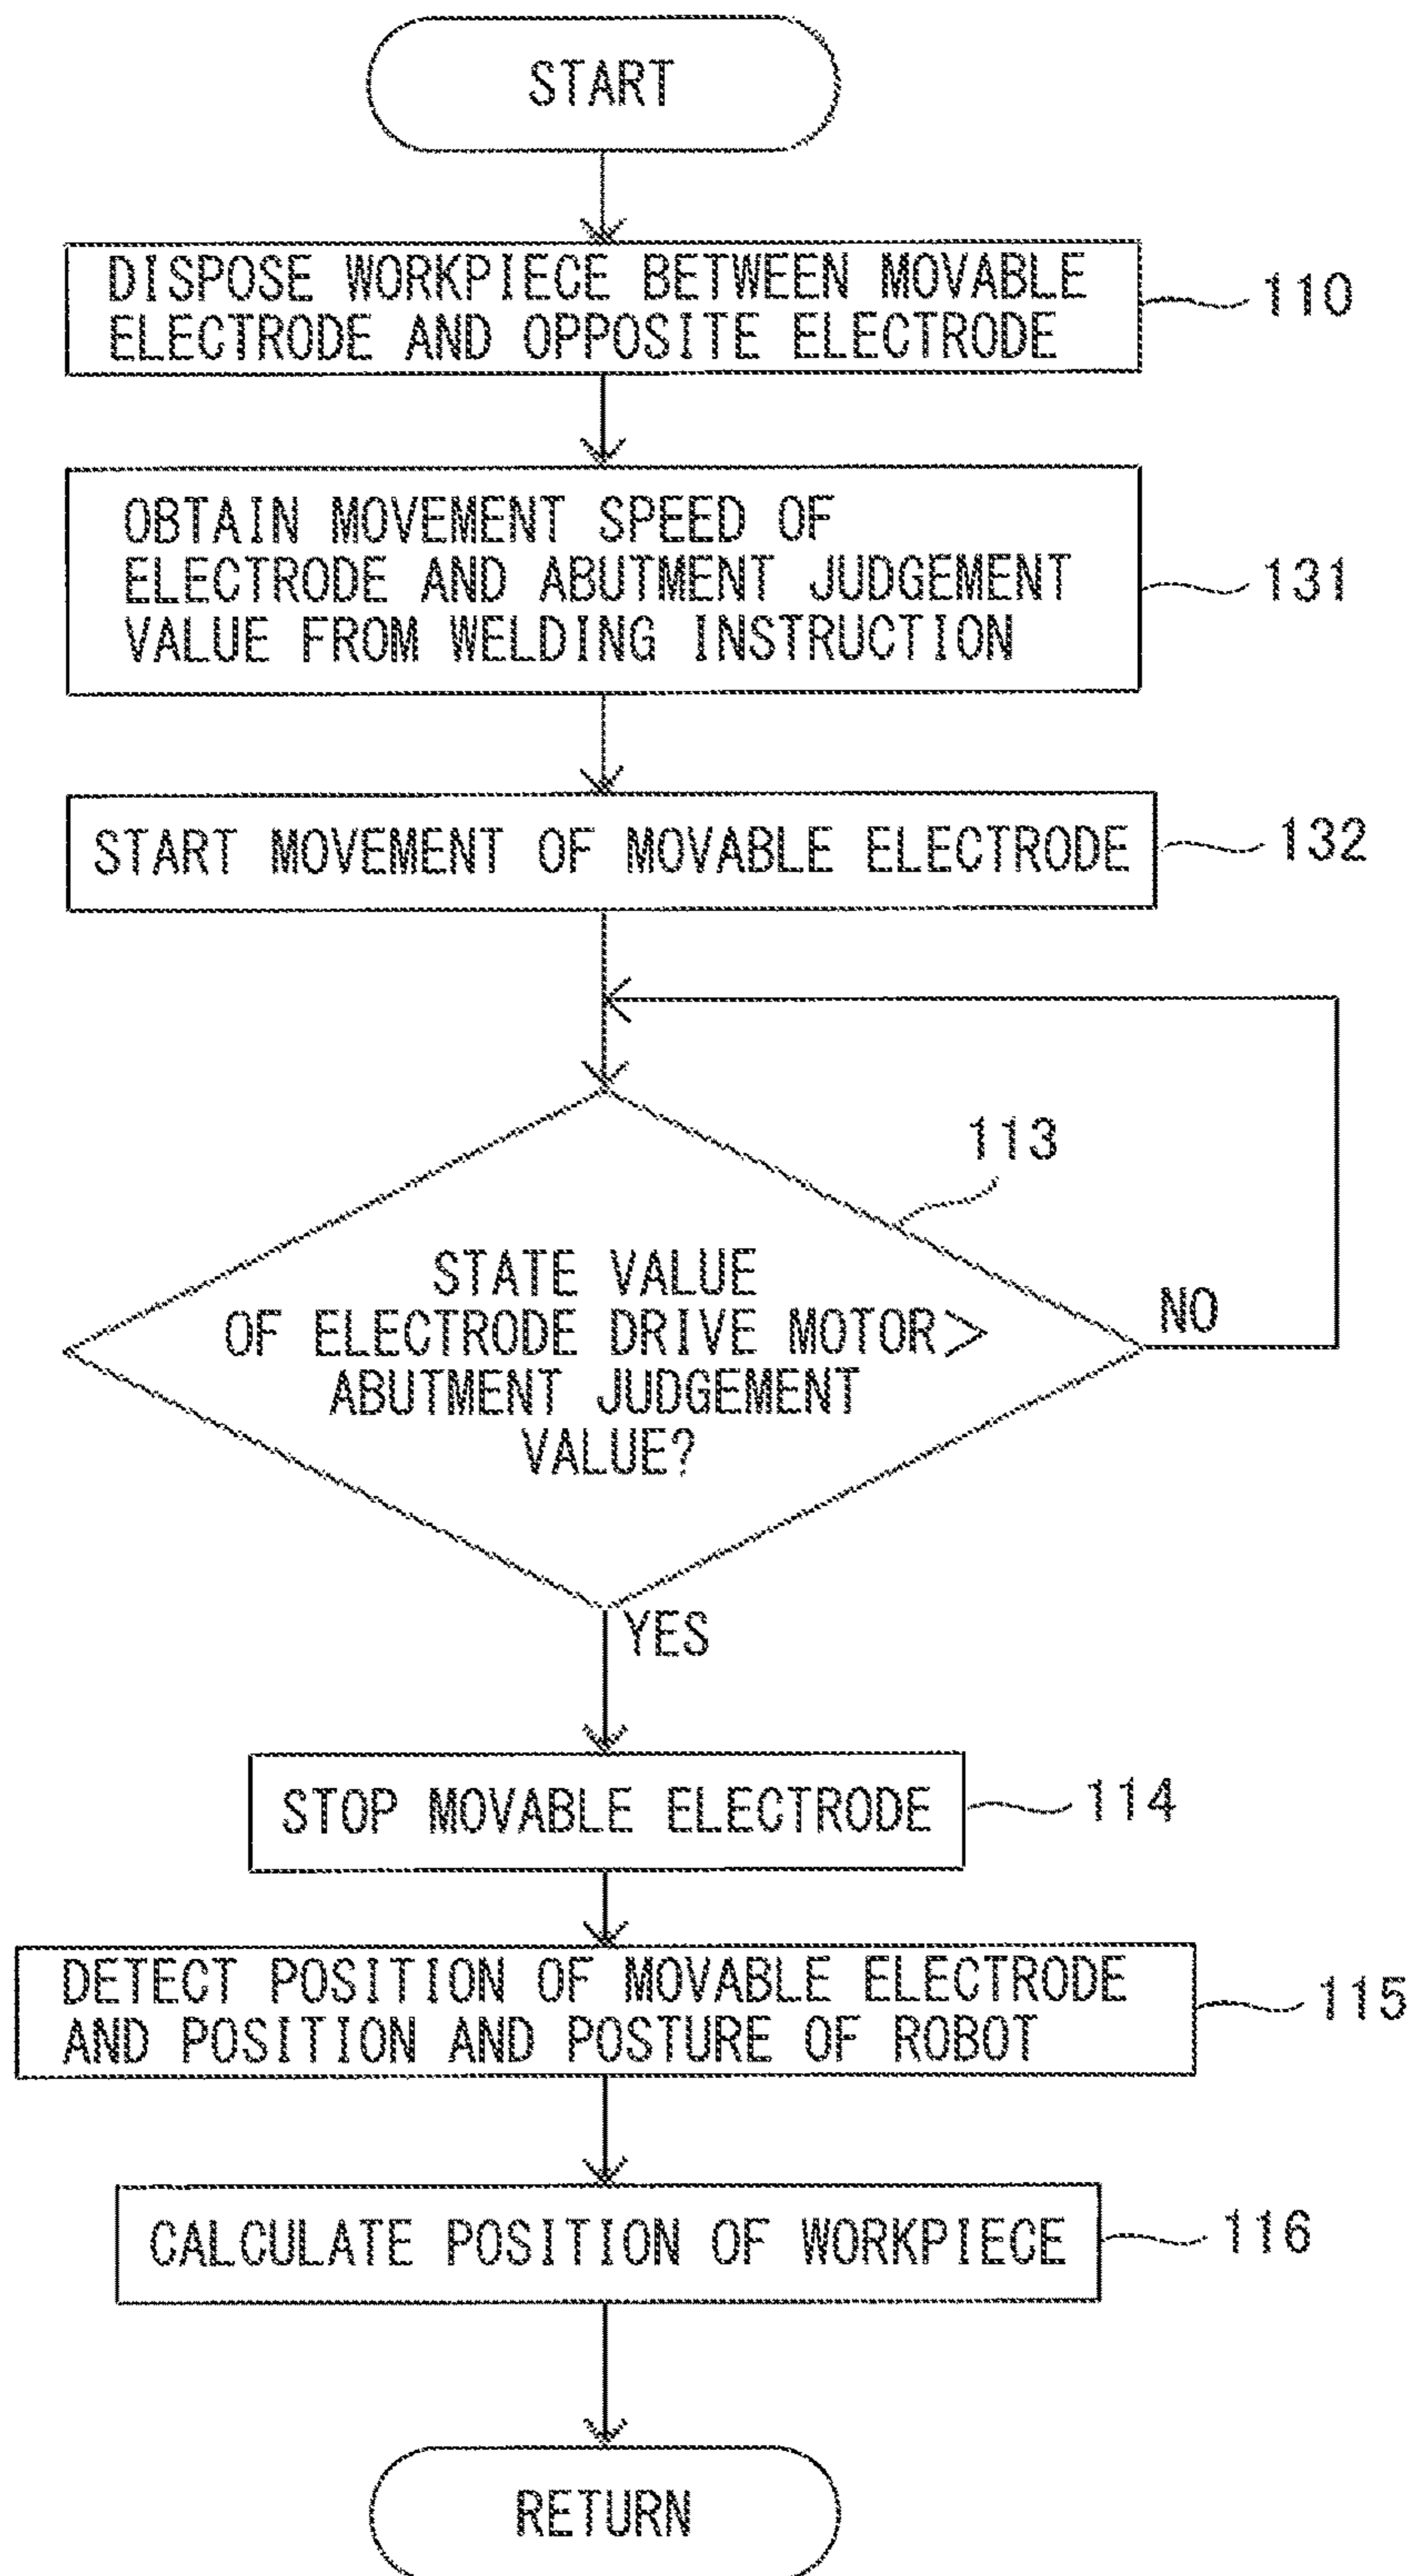 START
DISPOSE WORKPIECE BETWEEN MOVABLE
ELECTRODE AND OPPOSITE ELECTRODE
110
OBTAIN MOVEMENT SPEED OF
ELECTRODE AND ABUTMENT JUDGEMENT
VALUE FROM WELDING INSTRUCTION
131
START MOVEMENT OF MOVABLE ELECTRODE
132
113
STATE VALUE
OF ELECTRODE DRIVE MOTOR>
ABUTMENT JUDGEMENT
VALUE?
NO
YES
STOP MOVABLE ELECTRODE
114
DETECT POSITION OF MOVABLE ELECTRODE
AND POSITION AND POSTURE OF ROBOT
115
CALCULATE POSITION OF WORKPIECE
116
RETURN